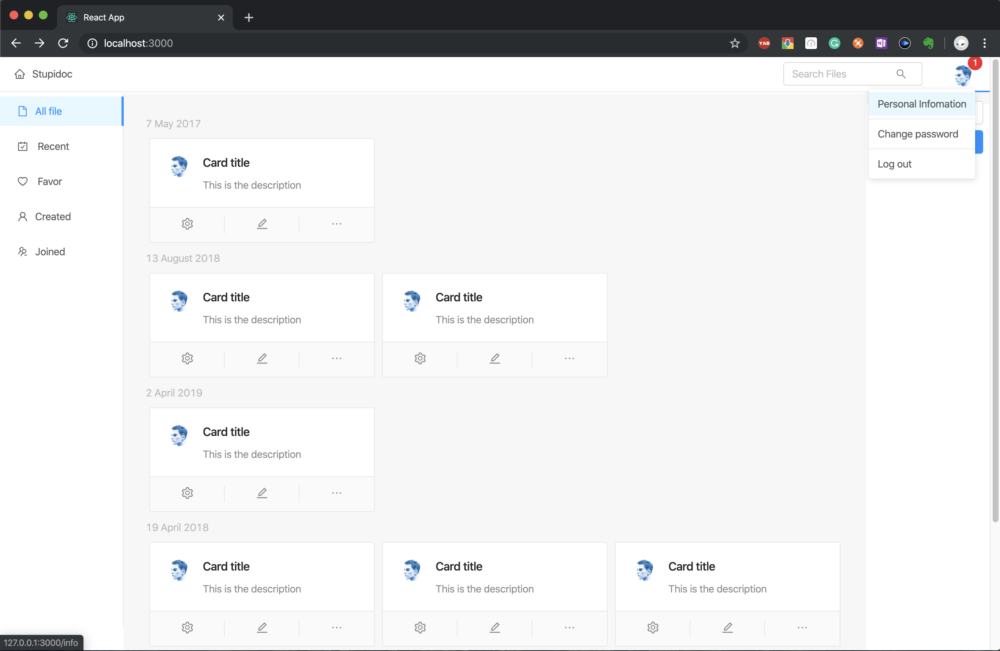 React App
localhost:3000
YAB
G
N
Stupidoc
Search Files
1
All file
Recent
Favor
Created
Joined
Personal Infomation
Change password
Log out
7 May 2017
Card title
This is the description
13 August 2018
Card title Card title
This is the description This is the description
2 April 2019
Card title
This is the description
19 April 2018
Card title Card title Card title
This is the description This is the description This is the description
127.0.0.1:3000/info